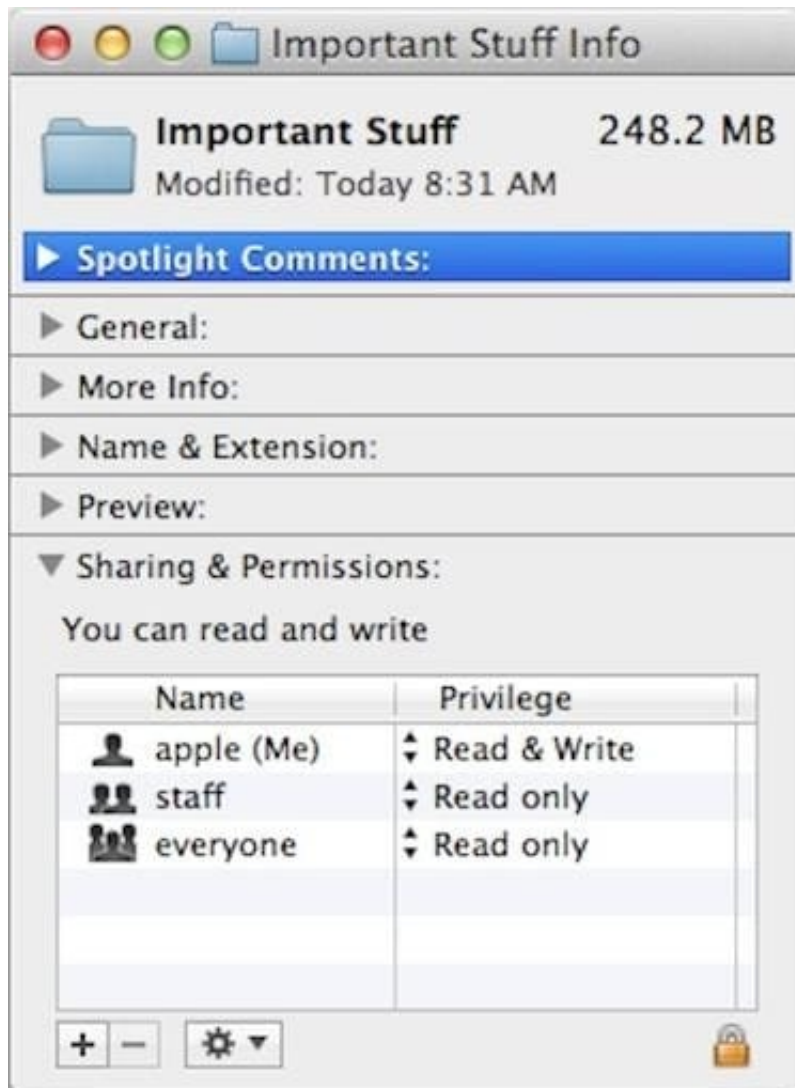 Important Stuff Info
Important Stuff 248.2 MB
Modified: Today 8:31 AM
Spotlight Comments:
General:
More Info:
Name & Extension:
Preview:
Sharing & Permissions:
You can read and write
Name Privilege
apple (Me) Read & Write
staff Read only
everyone Read only